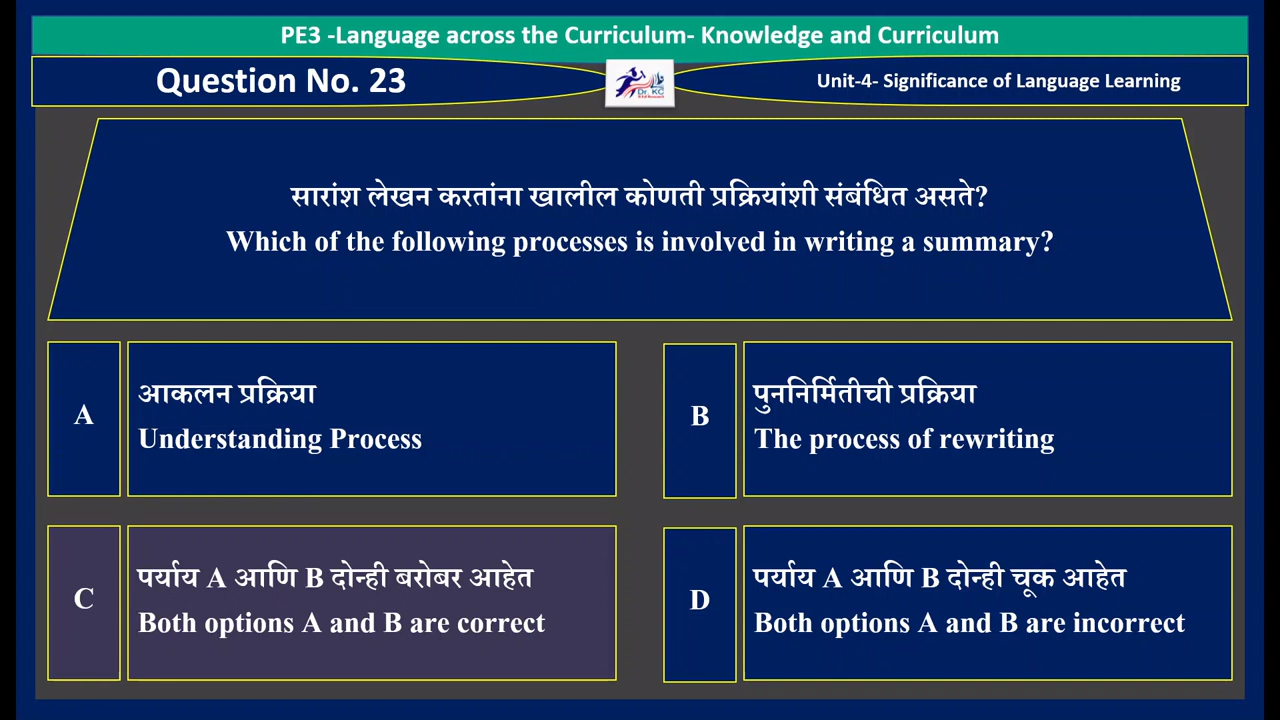 PE3 -Language across the Curriculum- Knowledge and Curriculum
Question No. 23
Dr. KC
Unit-4- Significance of Language Learning
सारांश लेखन करतांना खालील कोणती प्रक्रियांशी संबंधित असते?
Which of the following processes is involved in writing a summary?
A
आकलन प्रक्रिया
Understanding Process
B
पुननिर्मितीची प्रक्रिया
The process of rewriting
C
पर्याय A आणि B दोन्ही बरोबर आहेत
Both options A and B are correct
D
पर्याय A आणि B दोन्ही चूक आहेत
Both options A and B are incorrect